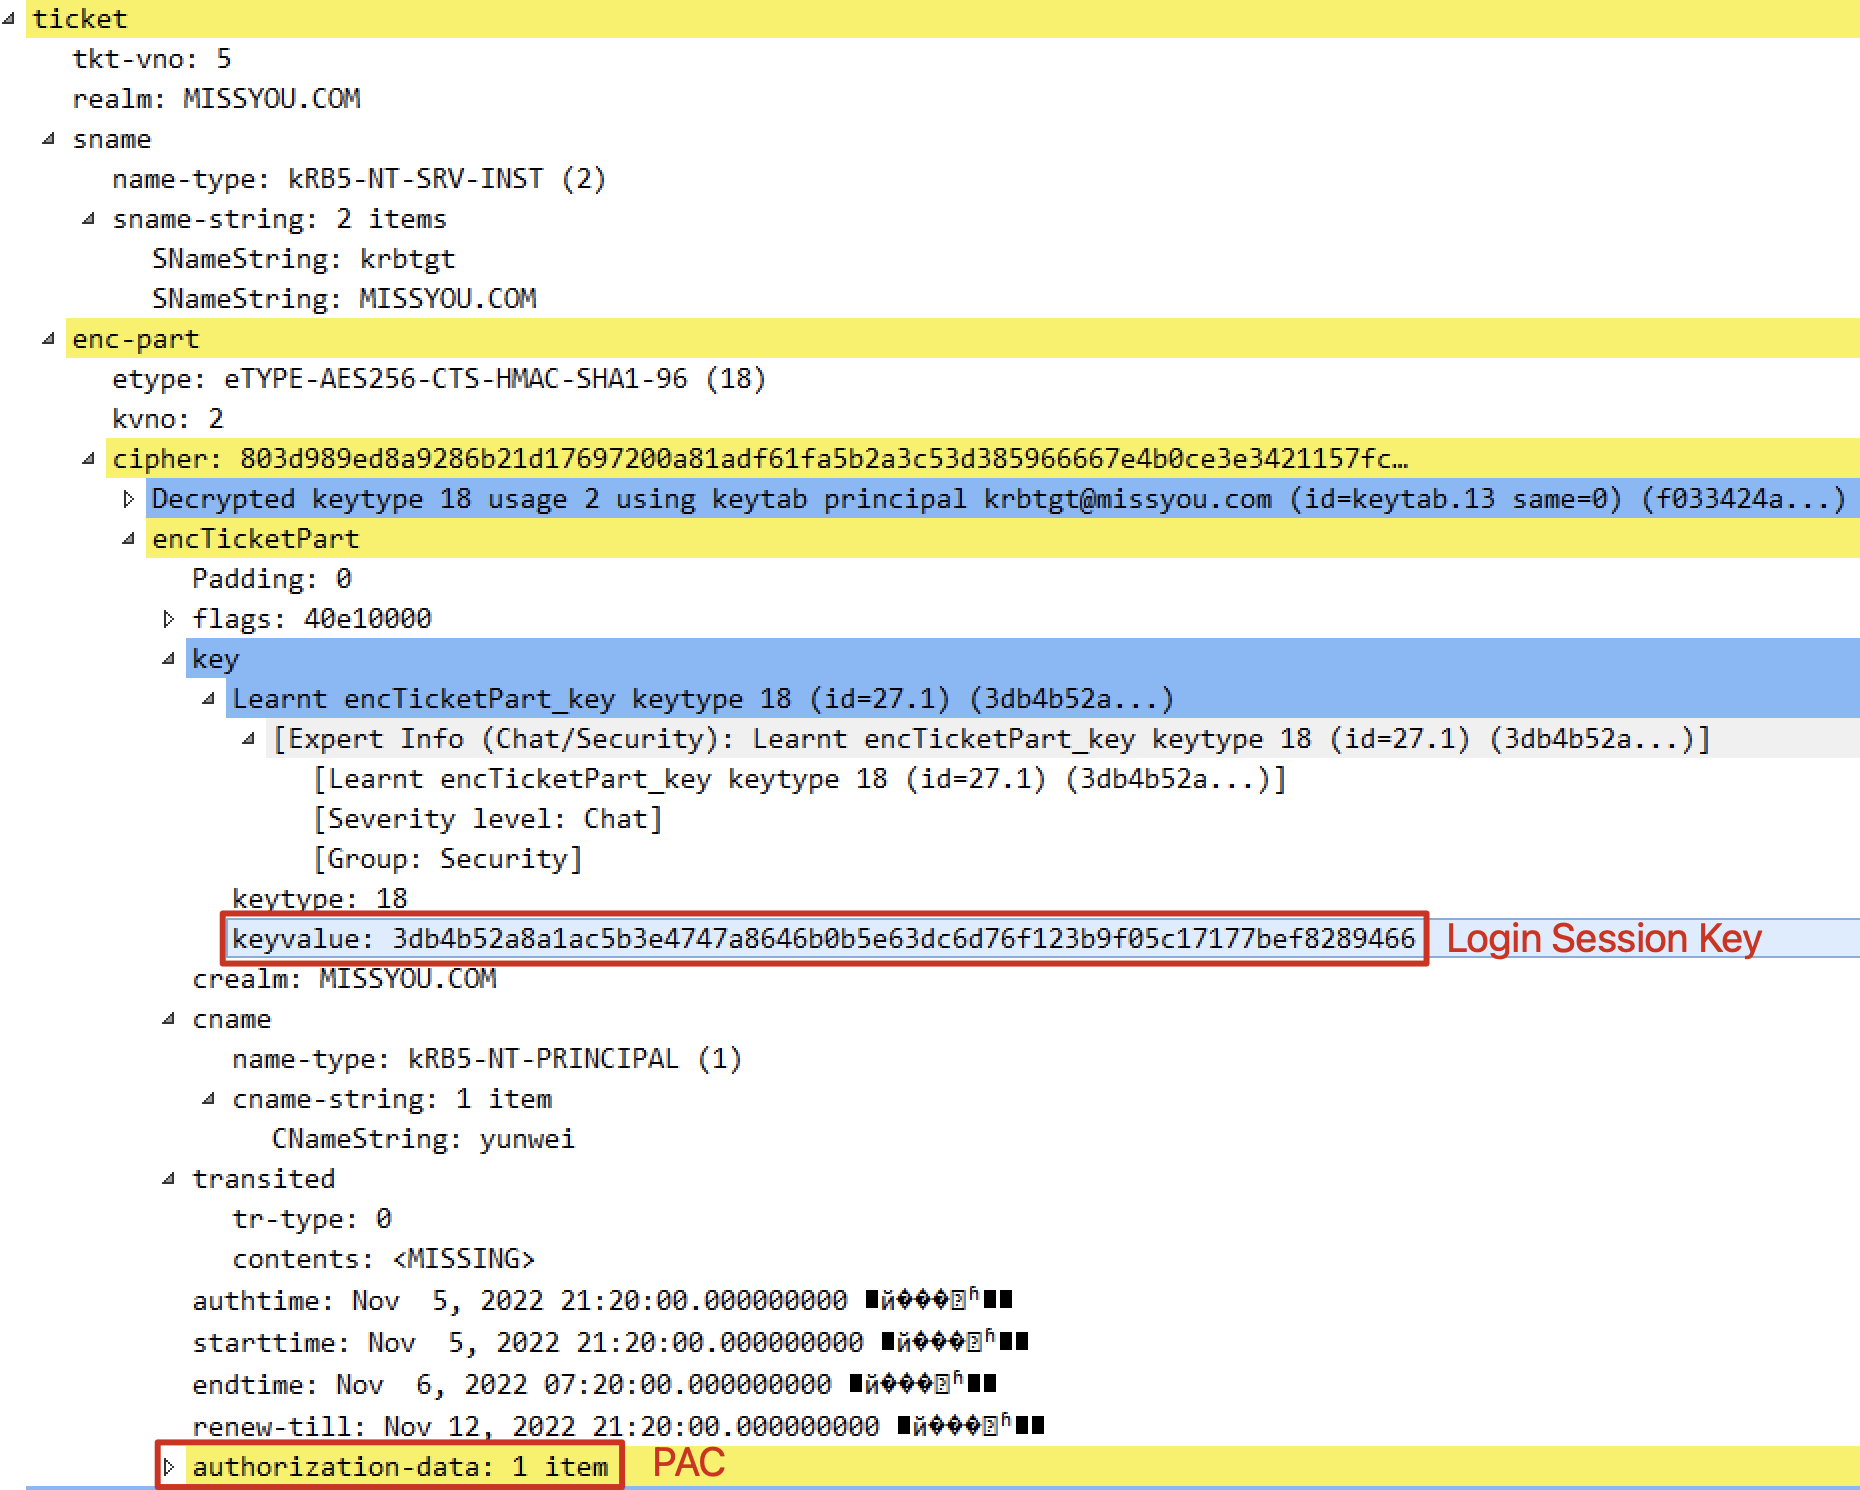 ticket
tkt-vno: 5
realm: MISSYOU.COM
sname
name-type: kRB5-NT-SRV-INST (2)
sname-string: 2 items
SNameString: krbtgt
SNameString: MISSYOU.COM
enc-part
etype: eTYPE-AES256-CTS-HMAC-SHA1-96 (18)
kvno: 2
cipher: 803d989ed8a9286b21d17697200a81adf61fa5b2a3c53d385966667e4b0ce3e3421157fc…
Decrypted keytype 18 usage 2 using keytab principal krbtgt@missyou.com (id=keytab.13 same=0) (f033424a...)
encTicketPart
Padding: 0
flags: 40e10000
key
Learnt encTicketPart_key keytype 18 (id=27.1) (3db4b52a...)
[Expert Info (Chat/Security): Learnt encTicketPart_key keytype 18 (id=27.1) (3db4b52a...)]
[Learnt encTicketPart_key keytype 18 (id=27.1) (3db4b52a...)]
[Severity level: Chat]
[Group: Security]
keytype: 18
keyvalue: 3db4b52a8a1ac5b3e4747a8646b0b5e63dc6d76f123b9f05c17177bef8289466 Login Session Key
crealm: MISSYOU.COM
cname
name-type: kRB5-NT-PRINCIPAL (1)
cname-string: 1 item
CNameString: yunwei
transited
tr-type: 0
contents: <MISSING>
authtime: Nov  5, 2022 21:20:00.000000000
starttime: Nov  5, 2022 21:20:00.000000000
endtime: Nov  6, 2022 07:20:00.000000000
renew-till: Nov 12, 2022 21:20:00.000000000
authorization-data: 1 item PAC